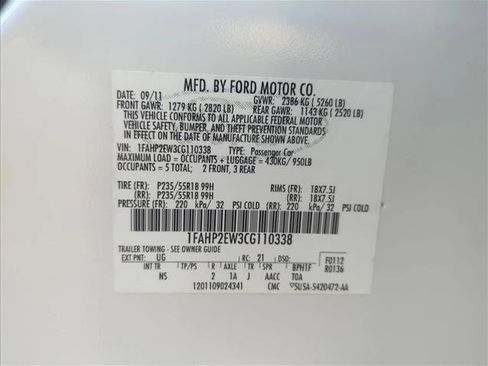 MFD. BY FORD MOTOR CO.
DATE: 09/11 GVWR: 2386 KG ( 5260 LB)
FRONT GAWR: 1279 KG ( 2820 LB) REAR GAWR: 1143 KG ( 2520 LB)
THIS VEHICLE CONFORMS TO ALL APPLICABLE FEDERAL MOTOR
VEHICLE SAFETY, BUMPER, AND THEFT PREVENTION STANDARDS
IN EFFECT ON THE DATE OF MANUFACTURE SHOWN ABOVE.
VIN: 1FAHP2EW3CG110338 TYPE: Passenger Car
MAXIMUM LOAD = OCCUPANTS + LUGGAGE = 430KG/ 950LB
OCCUPANTS = 5 TOTAL; 2 FRONT, 3 REAR
TIRE (FR): P235/55R18 99H RIMS (FR): 18X7.5J
(RR): P235/55R18 99H (RR): 18X7.5J
PRESSURE (FR): 220 kPa/ 32 PSI COLD (RR): 220 kPa/ 32 PSI COLD
1FAHP2EW3CG110338
TRAILER TOWING - SEE OWNER GUIDE
EXT PNT: UG RC: 21 DSO: F0112
INT TR TP/PS R AXLE TR SPR BPH1F R0136
NS 2 1A J AACC TOA
1201109024341 CMC 5U5A-5420472-AA